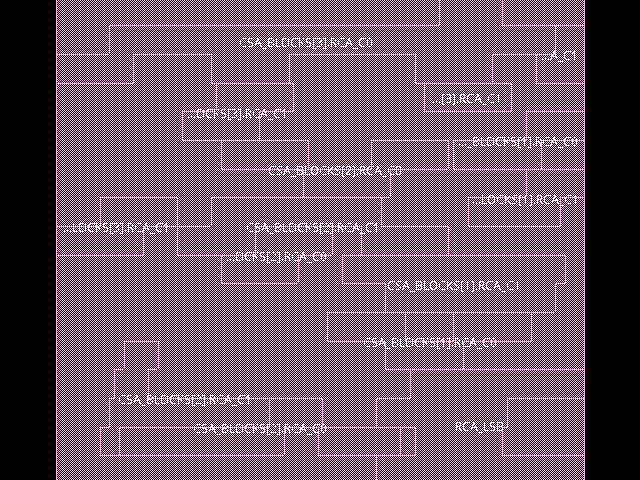 CSA_BLOCKS[3].RCA_C0
...A_C1
...[3].RCA_C1
...LOCKS[3].RCA_C1
..._BLOCKS[1].RCA_C0
CSA_BLOCKS[2].RCA_C0
...LOCKS[1].RCA_C1
...LOCKS[3].RCA_C1
CSA_BLOCKS[2].RCA_C1
...LOCKS[2].RCA_C0
CSA_BLOCKS[1].RCA_C1
CSA_BLOCKS[1].RCA_C0
CSA_BLOCKS[2].RCA_C1
CSA_BLOCKS[2].RCA_C0
RCA_LSB